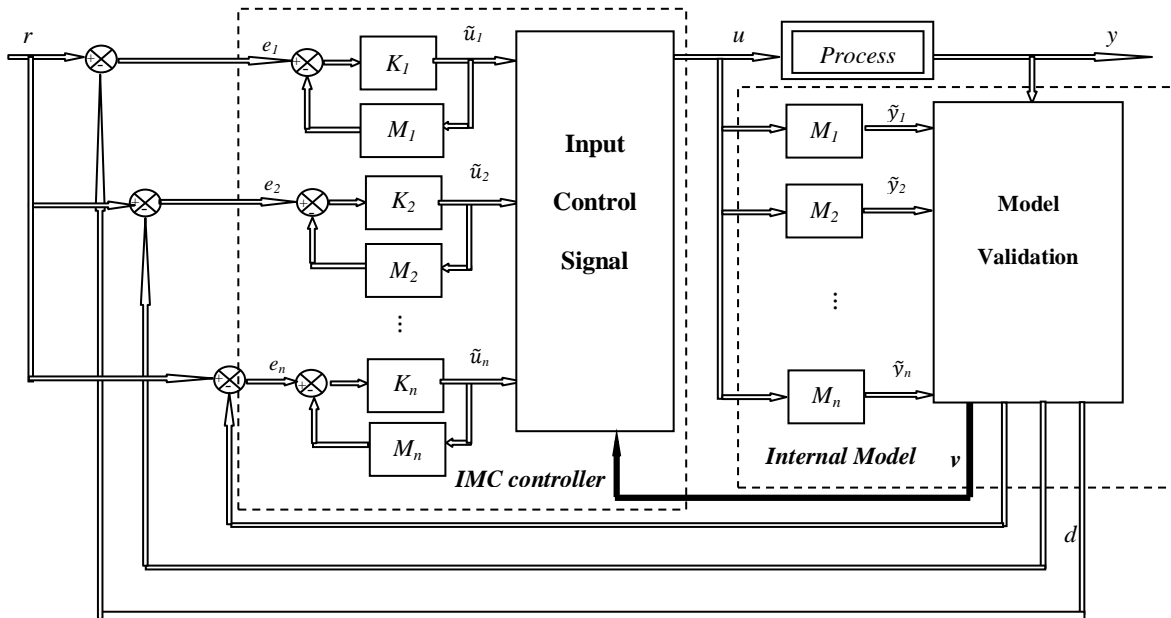 r
e1
ũ1
K1
M1
+
-
+
-
e2
ũ2
K2
M2
+
-
+
-
⋮
en
ũn
Kn
Mn
+
-
+
-
Input
Control
Signal
IMC controller
u
Process
y
M1
ỹ1
M2
ỹ2
⋮
Mn
ỹn
Model
Validation
Internal Model
v
d